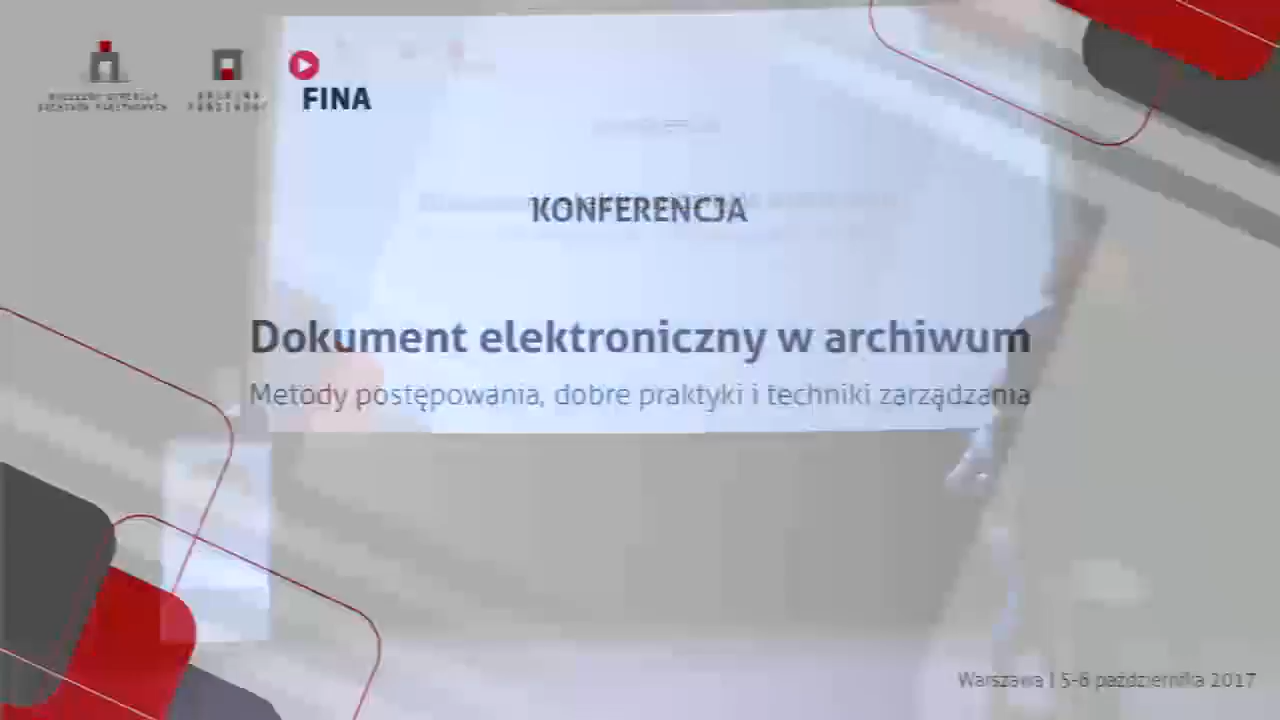 FINA
KONFERENCJA
Dokument elektroniczny w archiwum
Metody postępowania, dobre praktyki i techniki zarządzania
Warszawa | 5-6 października 2017